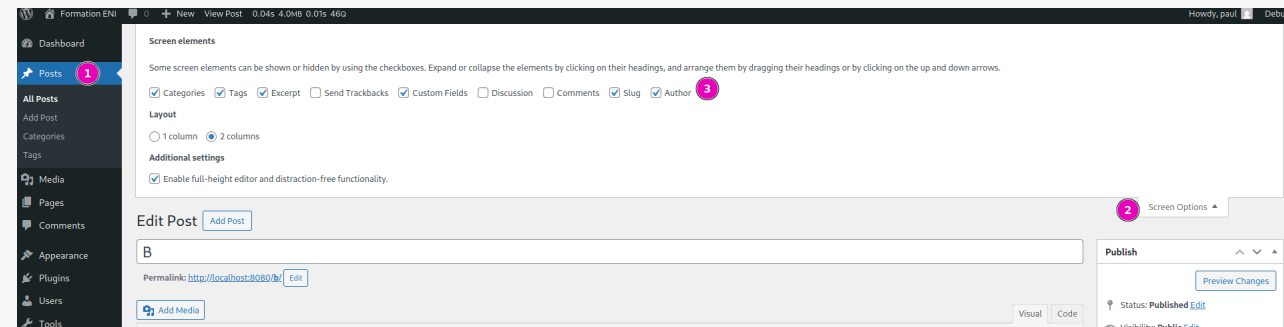 Formation ENI 0 + New View Post 0.04s 4.0MB 0.01s 46Q Howdy, paul Debu
Dashboard
Posts 1
All Posts
Add Post
Categories
Tags
Media
Pages
Comments
Appearance
Plugins
Users
Tools
Screen elements
Some screen elements can be shown or hidden by using the checkboxes. Expand or collapse the elements by clicking on their headings, and arrange them by dragging their headings or by clicking on the up and down arrows.
Categories Tags Excerpt Send Trackbacks Custom Fields Discussion Comments Slug Author 3
Layout
1 column 2 columns
Additional settings
Enable full-height editor and distraction-free functionality.
2 Screen Options
Edit Post Add Post
B
Permalink: http://localhost:8080/b/ Edit
Add Media
Visual Code
Publish
Preview Changes
Status: Published Edit
Visibility: Public Edit